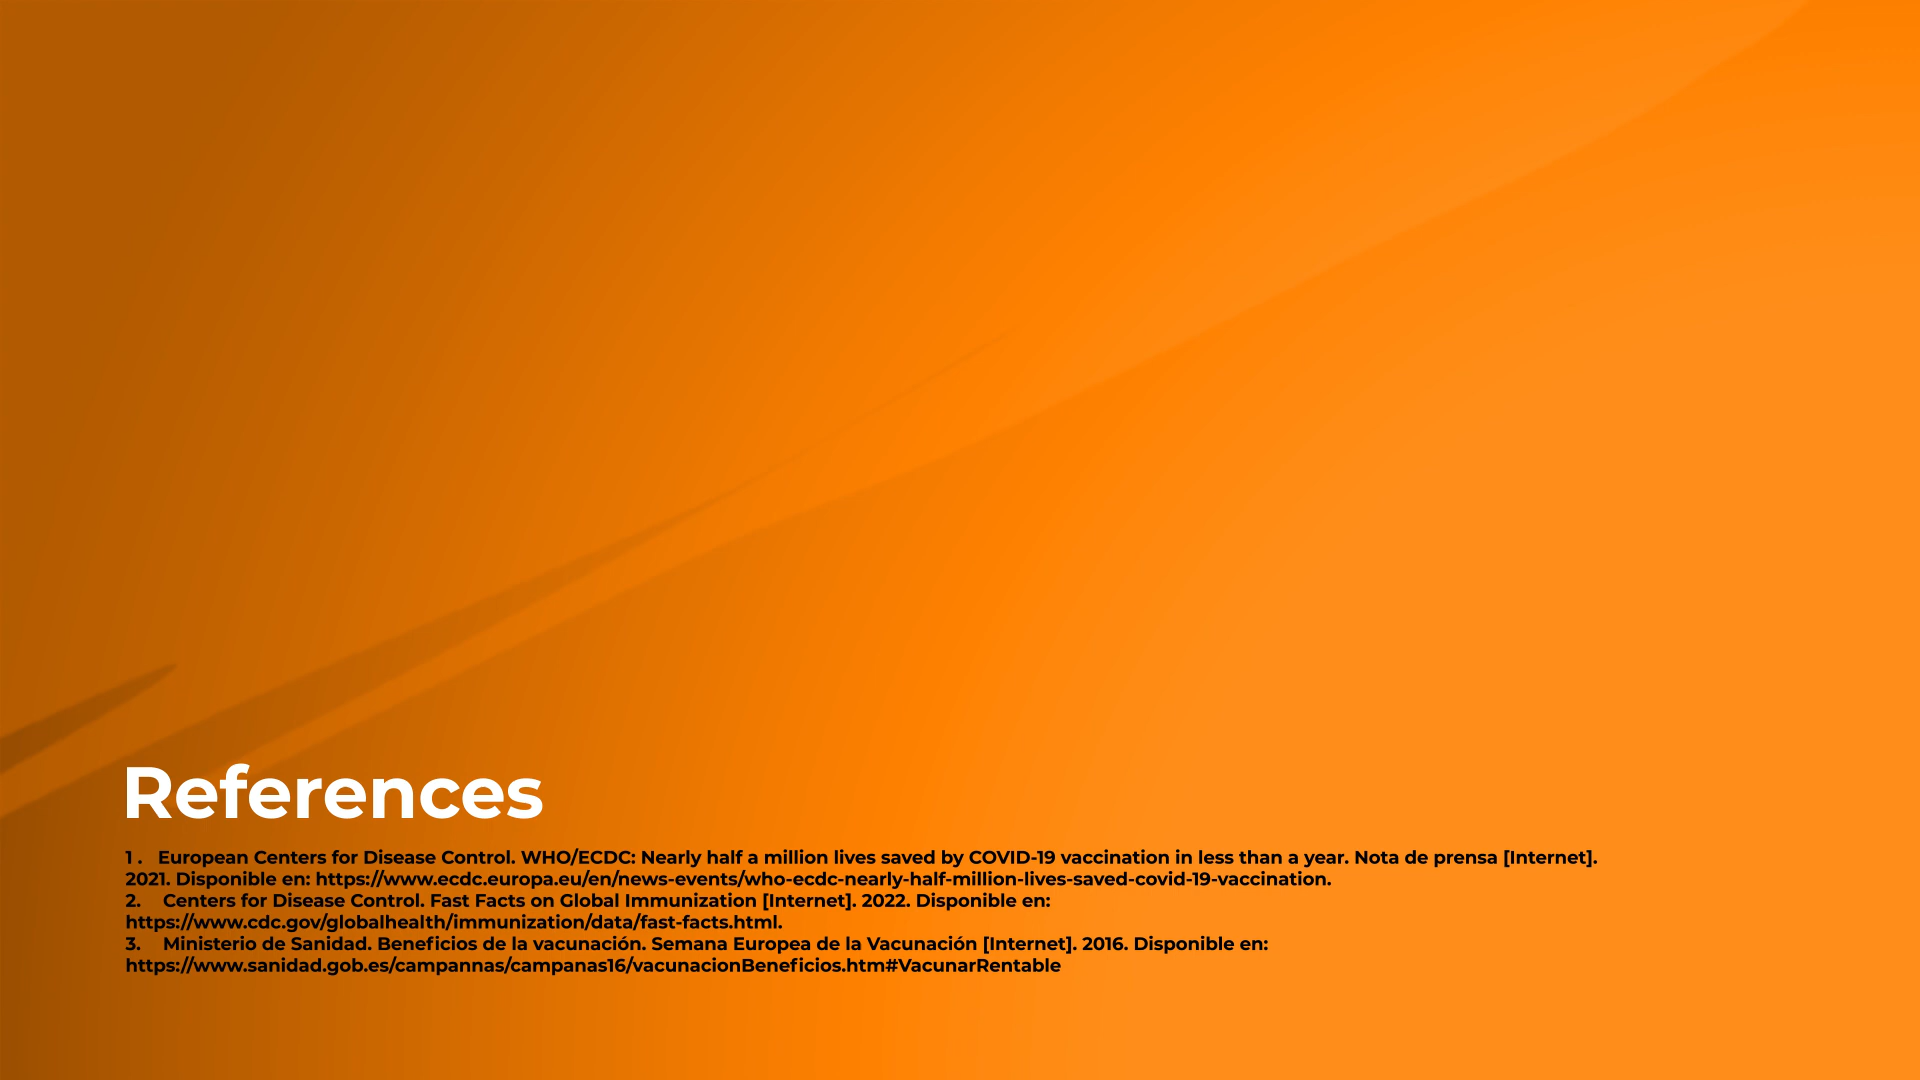 References
1 . European Centers for Disease Control. WHO/ECDC: Nearly half a million lives saved by COVID-19 vaccination in less than a year. Nota de prensa [Internet].
2021. Disponible en: https://www.ecdc.europa.eu/en/news-events/who-ecdc-nearly-half-million-lives-saved-covid-19-vaccination.
2. Centers for Disease Control. Fast Facts on Global Immunization [Internet]. 2022. Disponible en:
https://www.cdc.gov/globalhealth/immunization/data/fast-facts.html.
3. Ministerio de Sanidad. Beneficios de la vacunación. Semana Europea de la Vacunación [Internet]. 2016. Disponible en:
https://www.sanidad.gob.es/campannas/campanas16/vacunacionBeneficios.htm#VacunarRentable